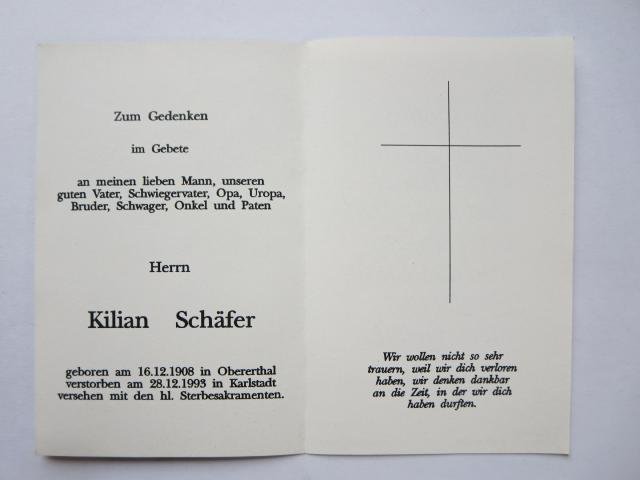 Zum Gedenken
im Gebete
an meinen lieben Mann, unseren
guten Vater, Schwiegervater, Opa, Uropa,
Bruder, Schwager, Onkel und Paten
Herrn
Kilian Schäfer
geboren am 16.12.1908 in Obererthal
verstorben am 28.12.1993 in Karlstadt
versehen mit den hl. Sterbesakramenten.
Wir wollen nicht so sehr
trauern, weil wir dich verloren
haben, wir denken dankbar
an die Zeit, in der wir dich
haben durften.